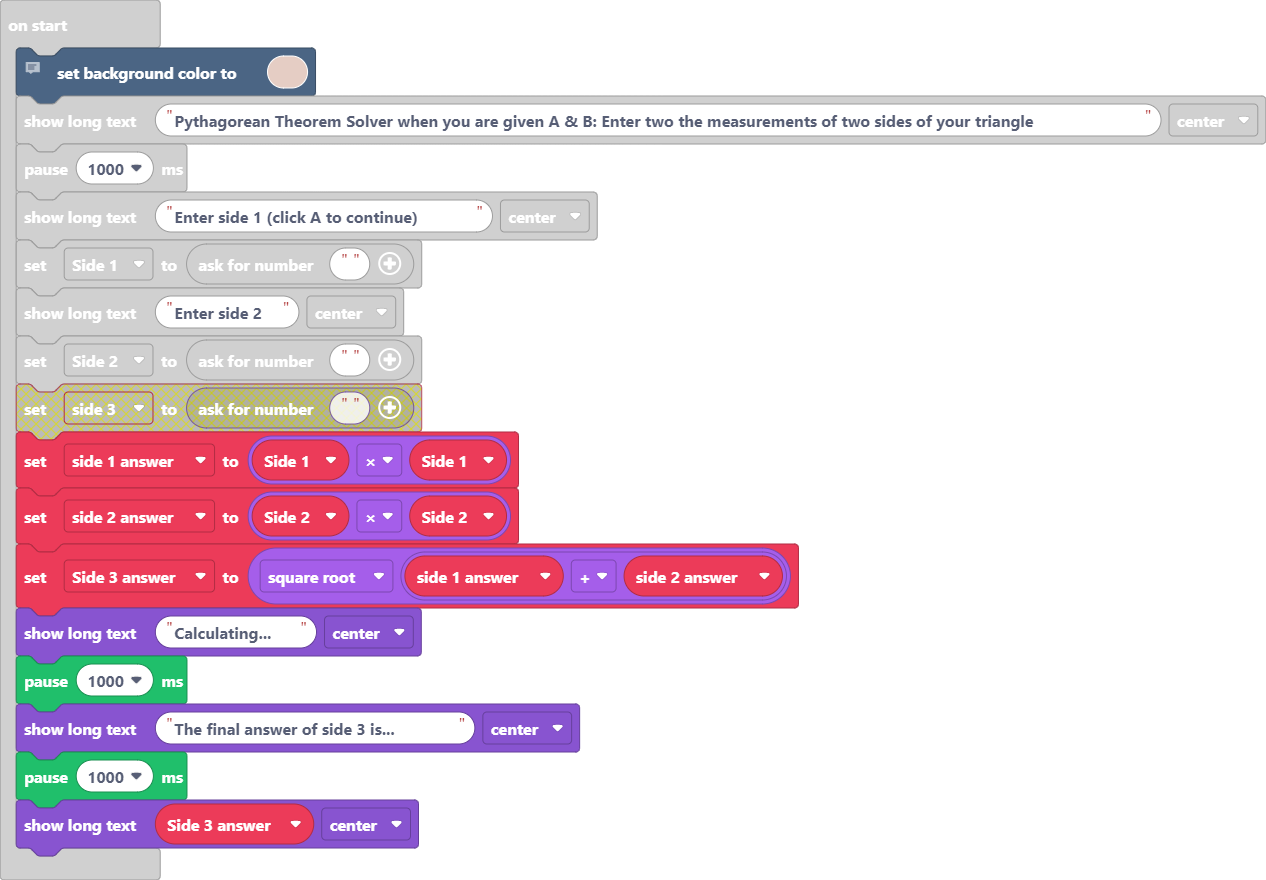 on start
set background color to
show long text "Pythagorean Theorem Solver when you are given A & B: Enter two the measurements of two sides of your triangle" center
pause 1000 ms
show long text "Enter side 1 (click A to continue)" center
set Side 1 to ask for number " "
show long text "Enter side 2" center
set Side 2 to ask for number " "
set side 3 to ask for number " "
set side 1 answer to Side 1 × Side 1
set side 2 answer to Side 2 × Side 2
set Side 3 answer to square root side 1 answer + side 2 answer
show long text "Calculating..." center
pause 1000 ms
show long text "The final answer of side 3 is..." center
pause 1000 ms
show long text Side 3 answer center